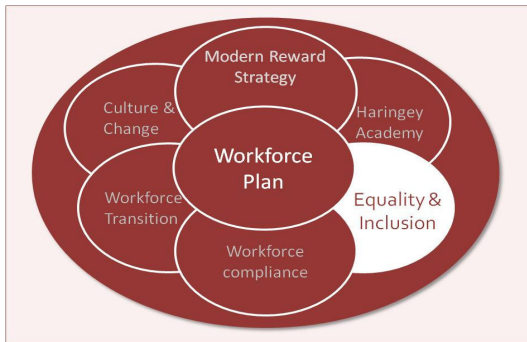 Modern Reward
Strategy
Culture &
Change
Haringey
Academy
Workforce
Plan
Workforce
Transition
Equality &
Inclusion
Workforce
compliance